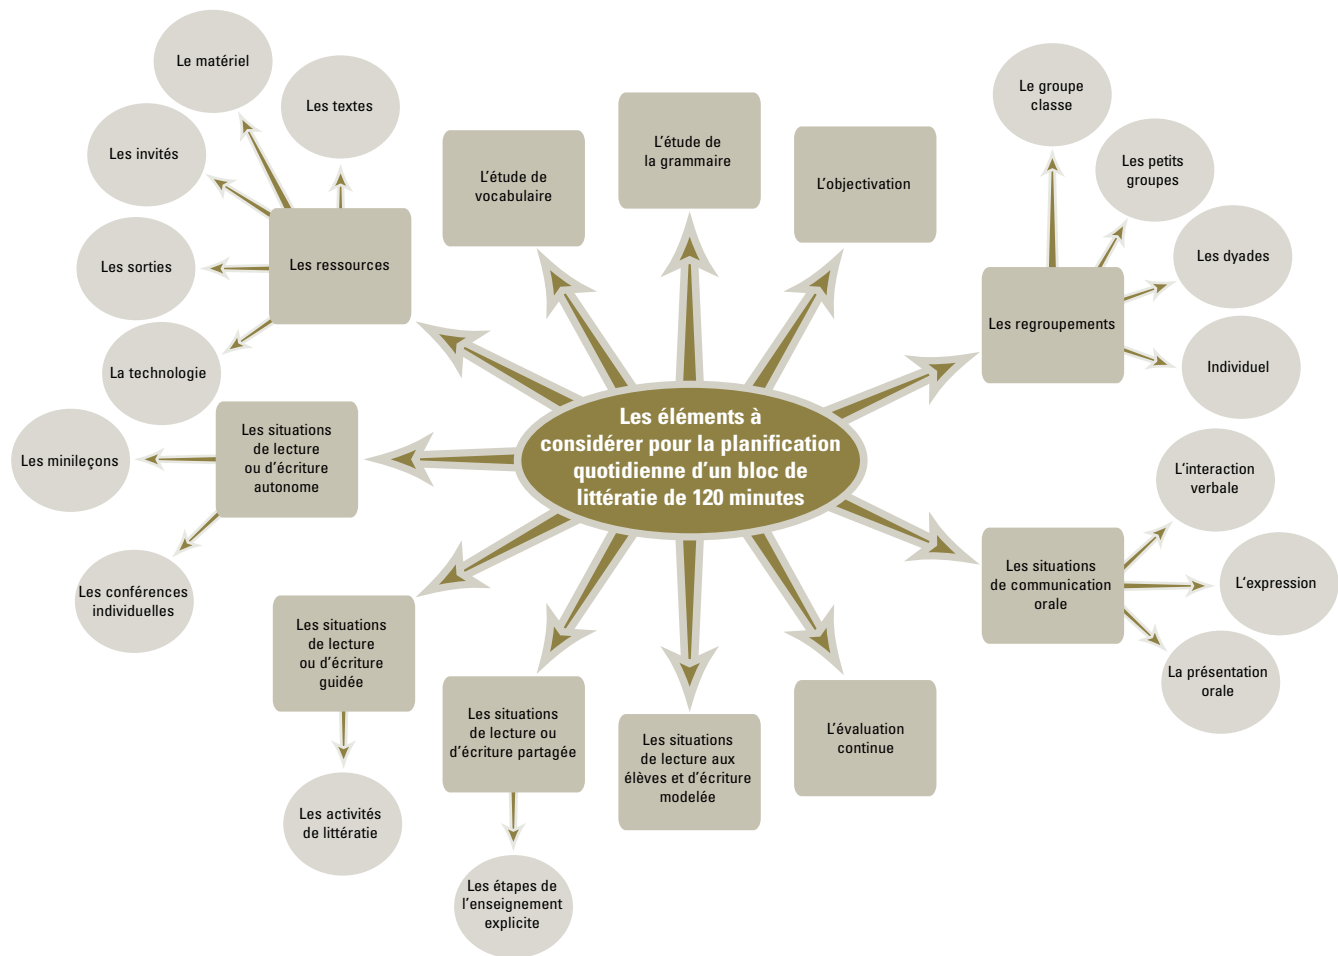 Le matériel
Les textes
Les invités
Les sorties
La technologie
Les ressources
L'étude de
vocabulaire
L'étude de
la grammaire
L'objectivation
Le groupe
classe
Les petits
groupes
Les dyades
Individuel
Les regroupements
Les éléments à
considérer pour la planification
quotidienne d'un bloc de
littératie de 120 minutes
Les situations
de lecture
ou d'écriture
autonome
Les minileçons
Les conférences
individuelles
Les situations
de lecture
ou d'écriture
guidée
Les activités
de littératie
Les situations
de lecture ou
d'écriture partagée
Les étapes de
l'enseignement
explicite
Les situations
de lecture aux
élèves et d'écriture
modelée
L'évaluation
continue
Les situations
de communication
orale
L'interaction
verbale
L'expression
La présentation
orale